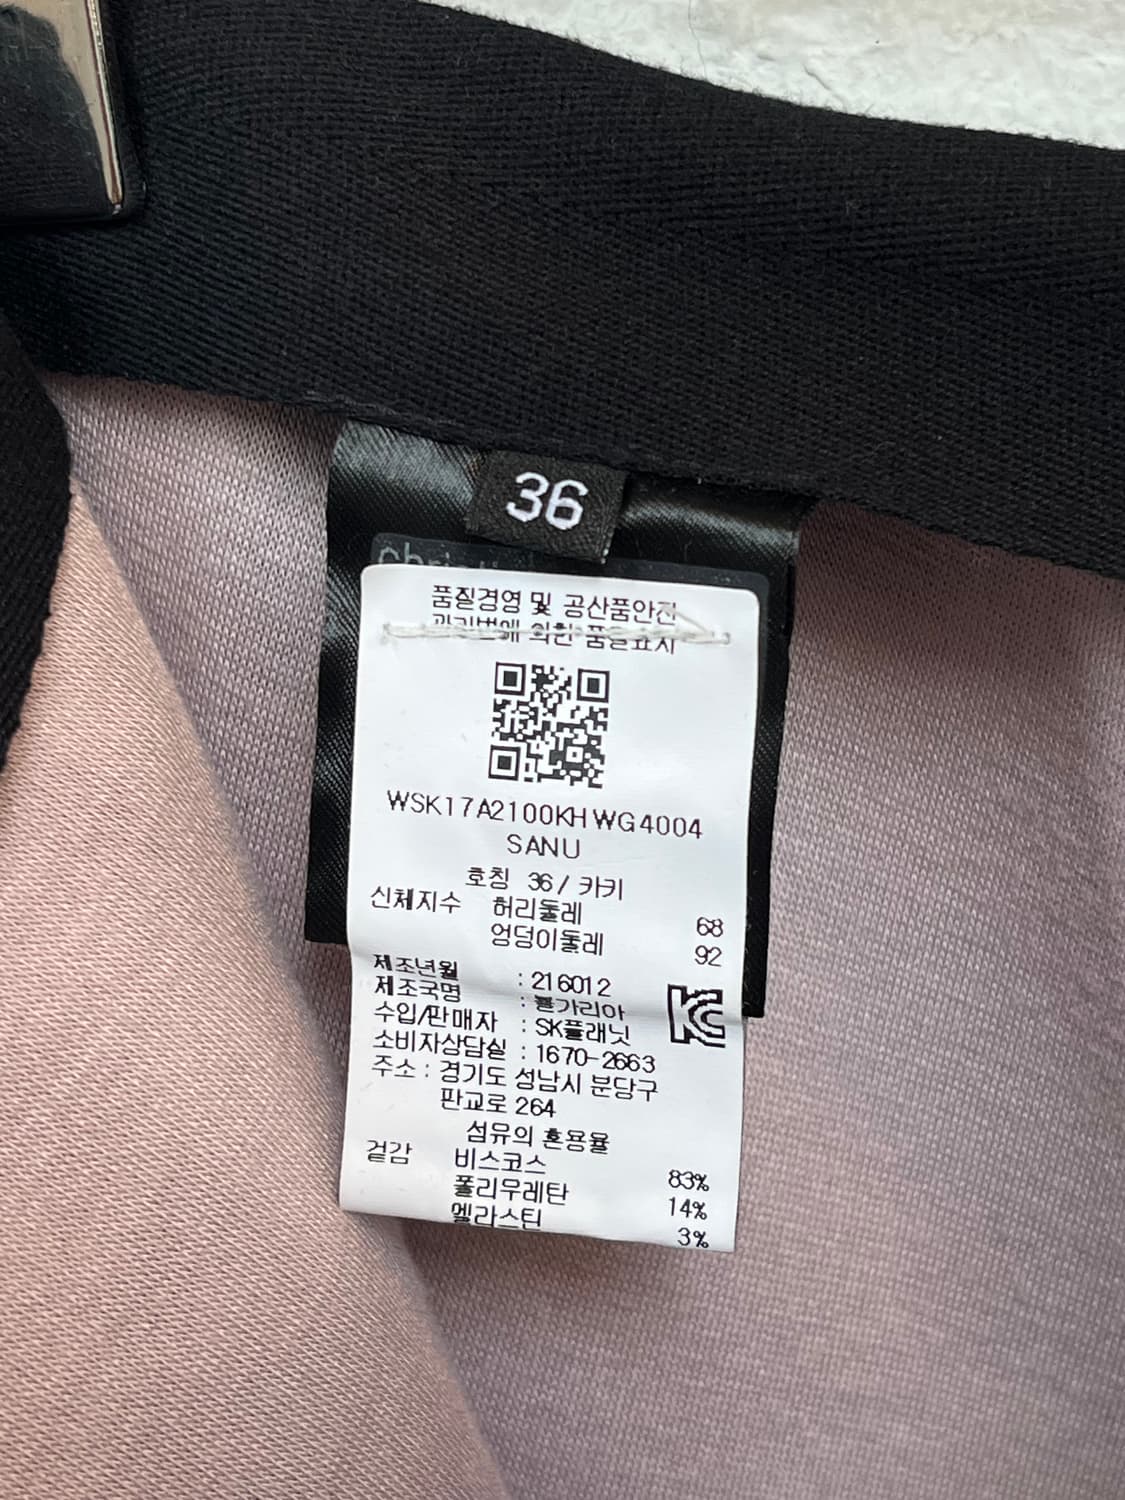 36
품질경영 및 공산품안전
관리법에 의한 품질표시
WSK17A2100KHWG4004
SANU
호칭 36/ 카키
신체지수 허리둘레 68
엉덩이둘레 92
제조년월 : 216012
제조국명 : 불가리아
수입/판매자 : SK플래닛
소비자상담실 : 1670-2663
주소 : 경기도 성남시 분당구
판교로 264
섬유의 혼용율
겉감 비스코스 83%
폴리우레탄 14%
엘라스틴 3%